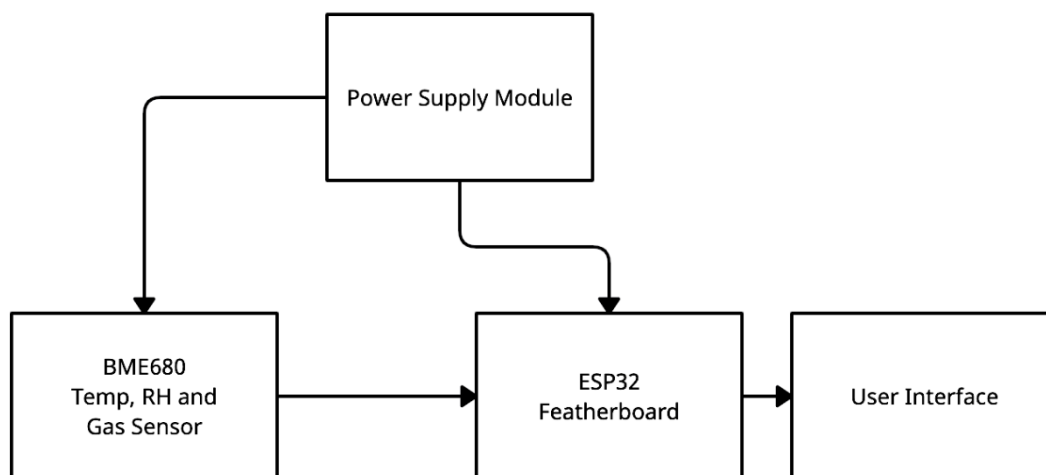 Power Supply Module
BME680
Temp, RH and
Gas Sensor
ESP32
Featherboard
User Interface